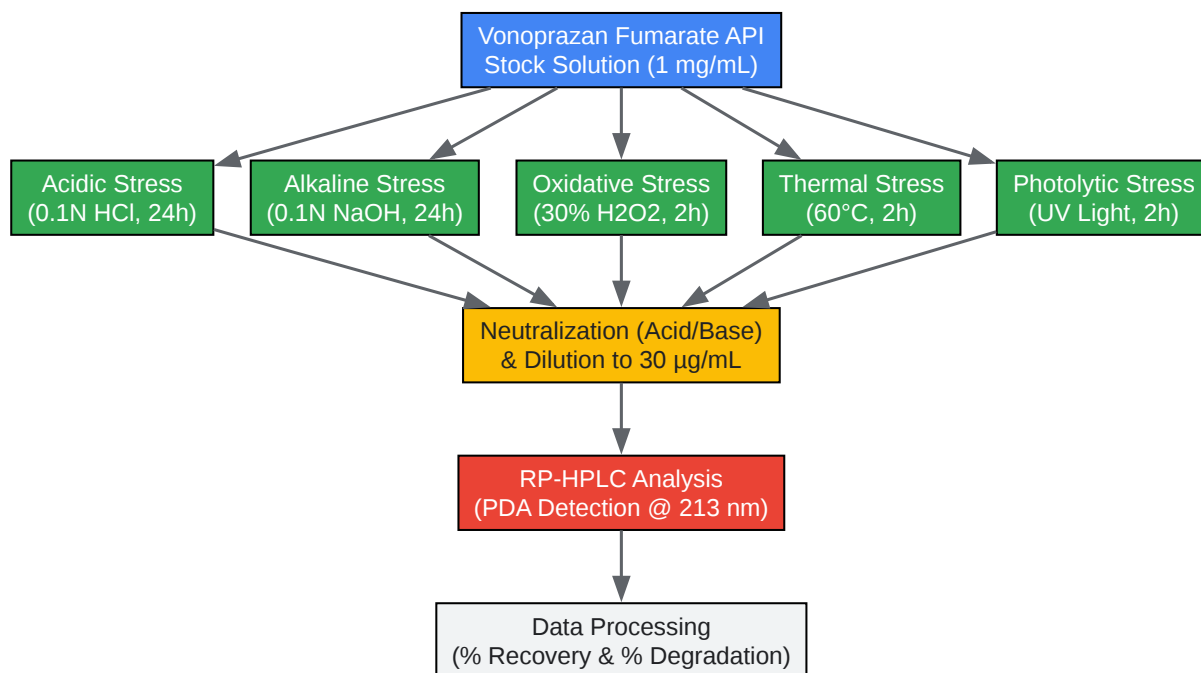 Vonoprazan Fumarate API
Stock Solution (1 mg/mL)
Acidic Stress
(0.1N HCl, 24h)
Alkaline Stress
(0.1N NaOH, 24h)
Oxidative Stress
(30% H2O2, 2h)
Thermal Stress
(60°C, 2h)
Photolytic Stress
(UV Light, 2h)
Neutralization (Acid/Base)
& Dilution to 30 µg/mL
RP-HPLC Analysis
(PDA Detection @ 213 nm)
Data Processing
(% Recovery & % Degradation)